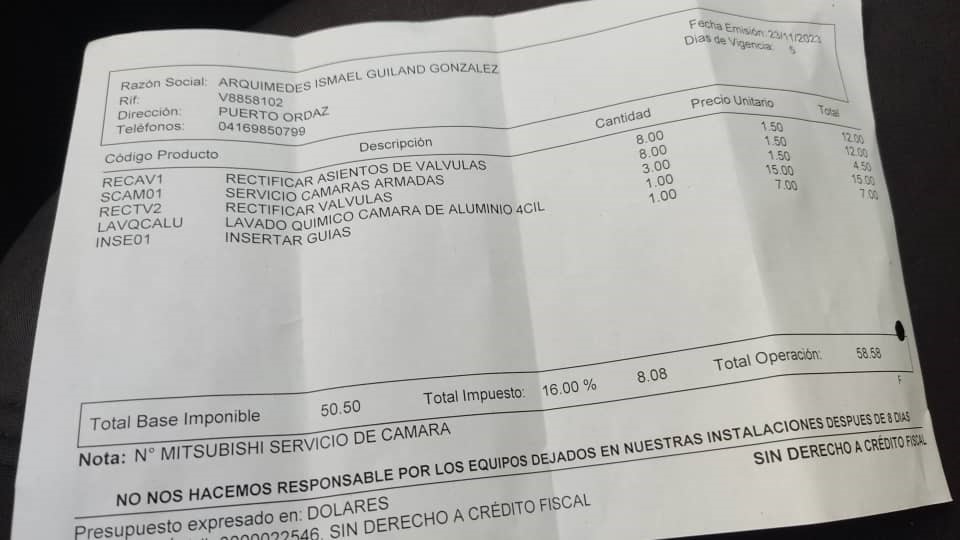 Fecha Emisión: 23/11/2023
Días de Vigencia: 5
Razón Social: ARQUIMEDES ISMAEL GUILAND GONZALEZ
Rif: V8858102
Dirección: PUERTO ORDAZ
Teléfonos: 04169850799
Código Producto Descripción Cantidad Precio Unitario Total
RECAV1 RECTIFICAR ASIENTOS DE VALVULAS 8.00 1.50 12.00
SCAM01 SERVICIO CAMARAS ARMADAS 8.00 1.50 12.00
RECTV2 RECTIFICAR VALVULAS 3.00 1.50 4.50
LAVQCALU LAVADO QUIMICO CAMARA DE ALUMINIO 4CIL 1.00 15.00 15.00
INSE01 INSERTAR GUIAS 1.00 7.00 7.00
Total Base Imponible 50.50 Total Impuesto: 16.00 % 8.08 Total Operación: 58.58
F
Nota: N° MITSUBISHI SERVICIO DE CAMARA
NO NOS HACEMOS RESPONSABLE POR LOS EQUIPOS DEJADOS EN NUESTRAS INSTALACIONES DESPUES DE 8 DIAS
SIN DERECHO A CRÉDITO FISCAL
Presupuesto expresado en: DOLARES
0000022546, SIN DERECHO A CRÉDITO FISCAL